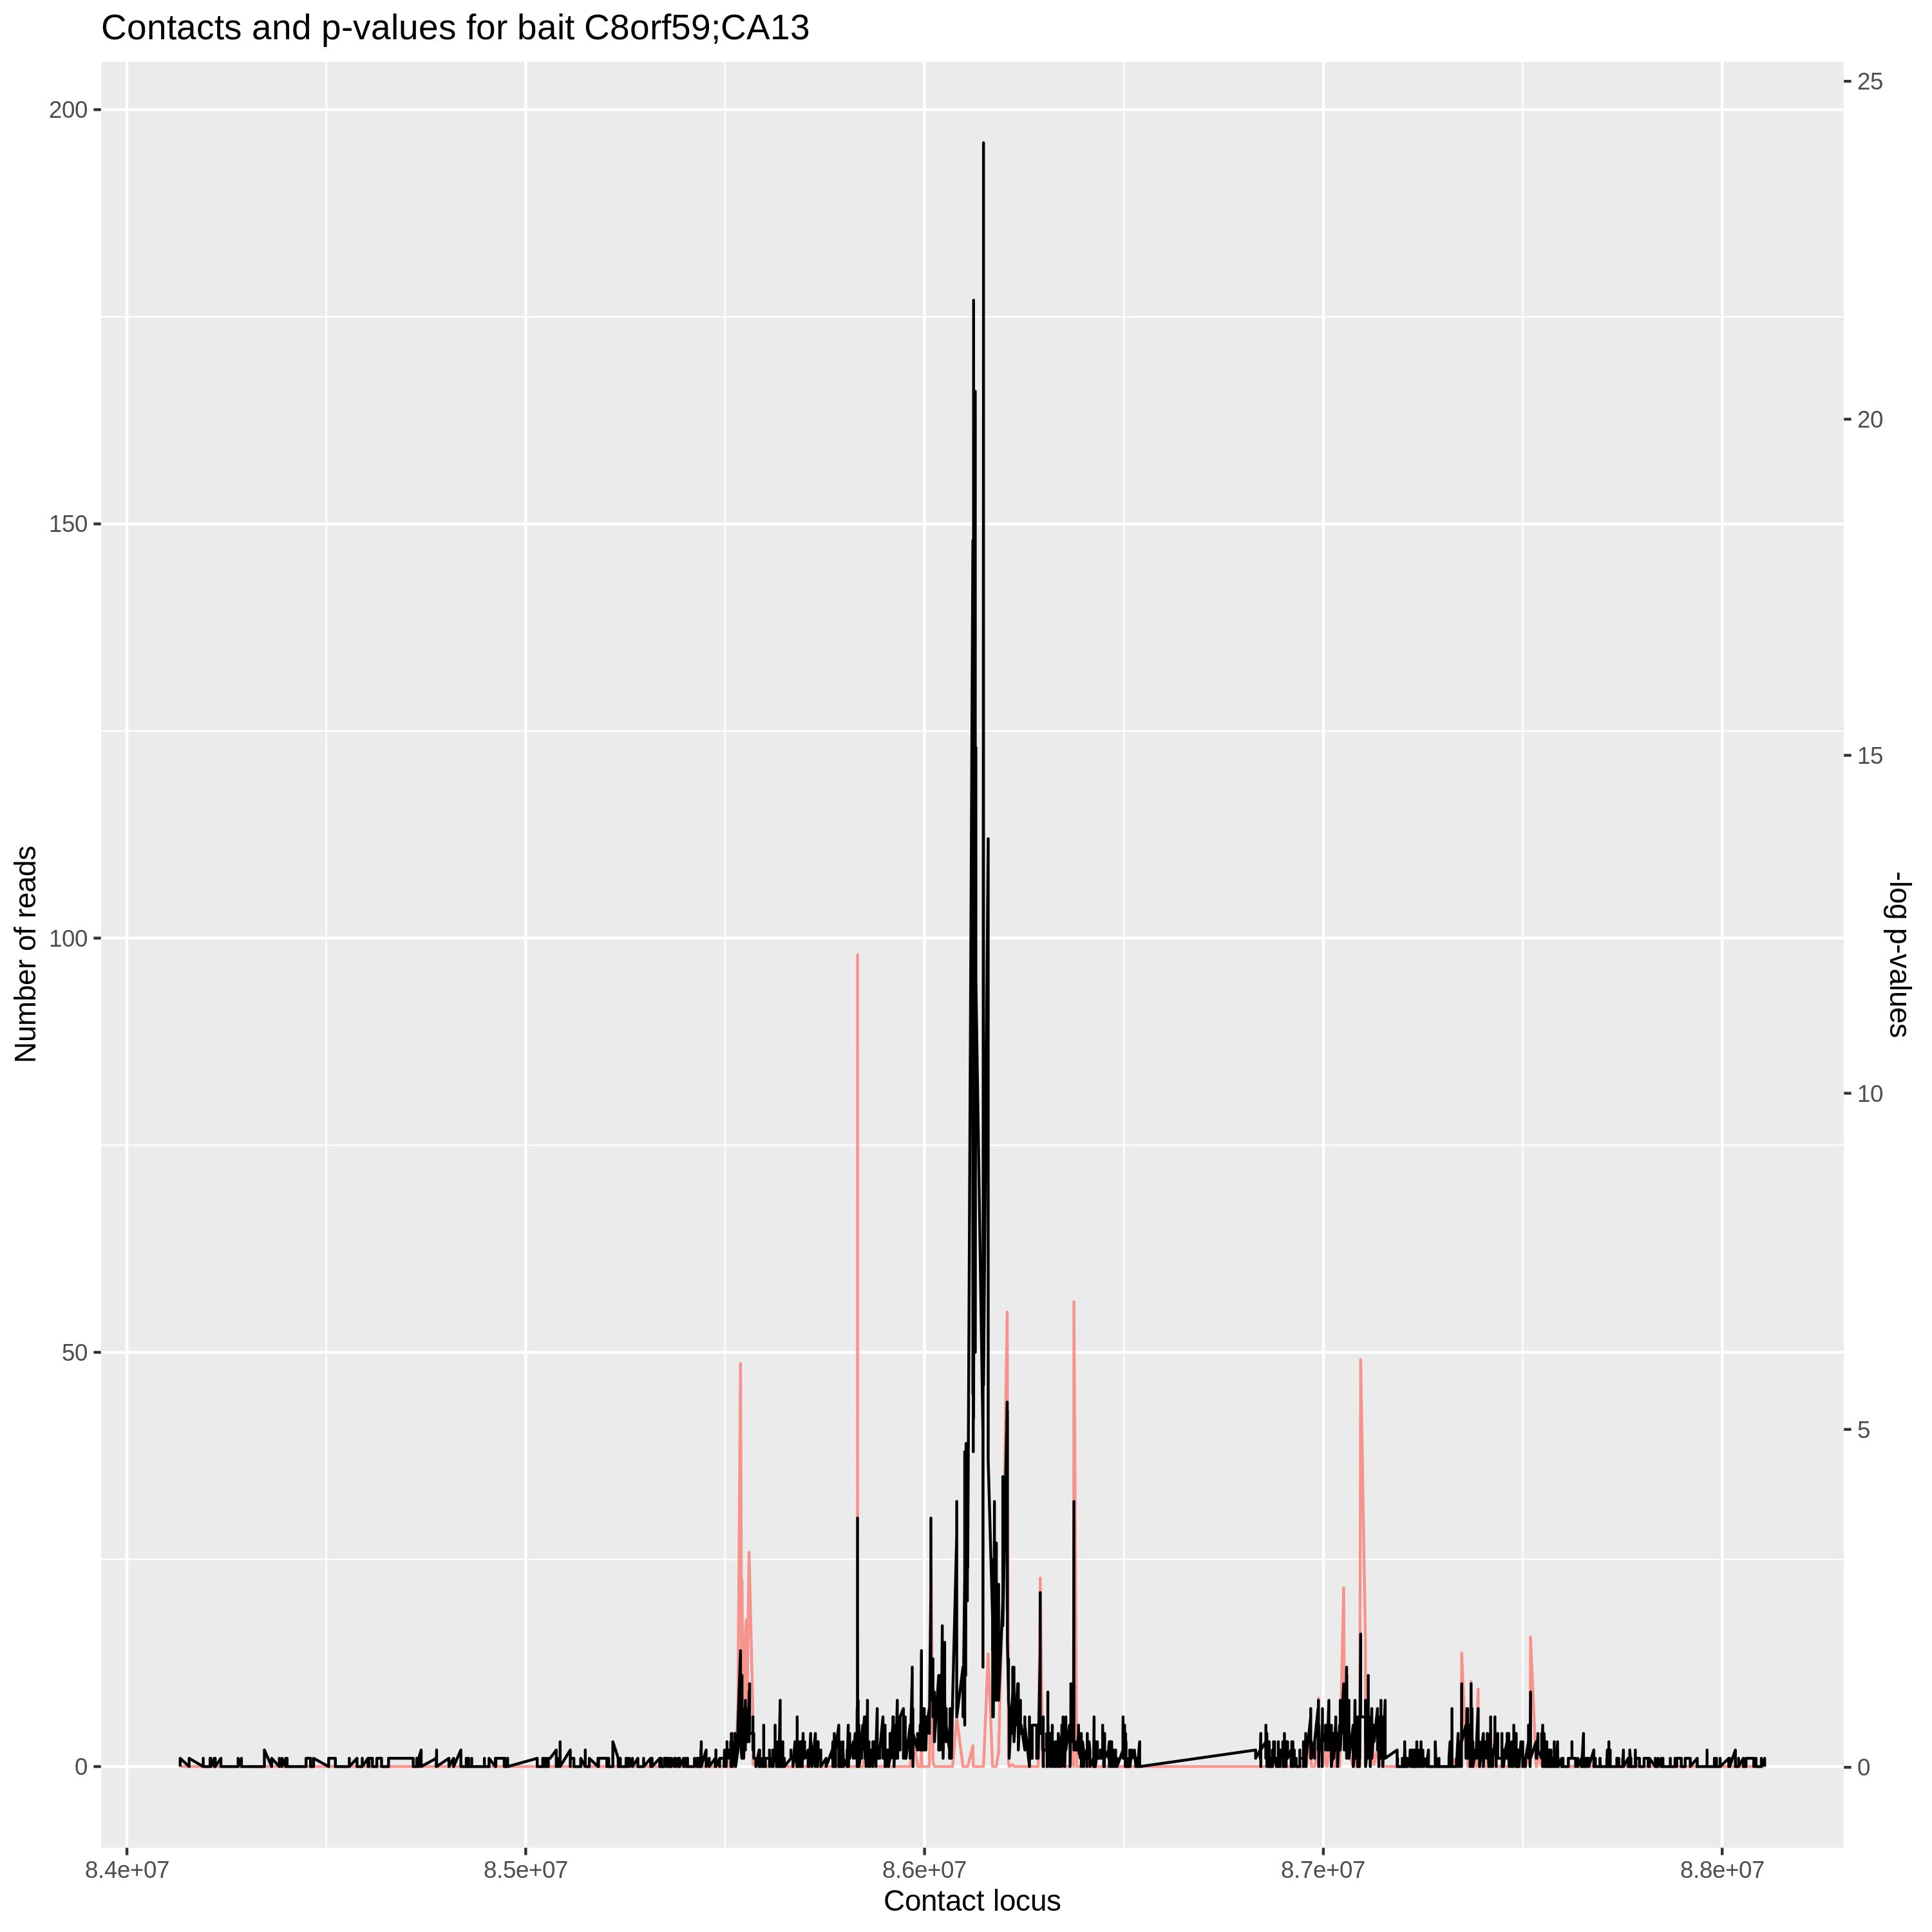 Contacts and p-values for bait C8orf59;CA13
200
150
100
50
0
Number of reads
25
20
15
10
5
0
-log p-values
8.4e+07
8.5e+07
8.6e+07
8.7e+07
8.8e+07
Contact locus